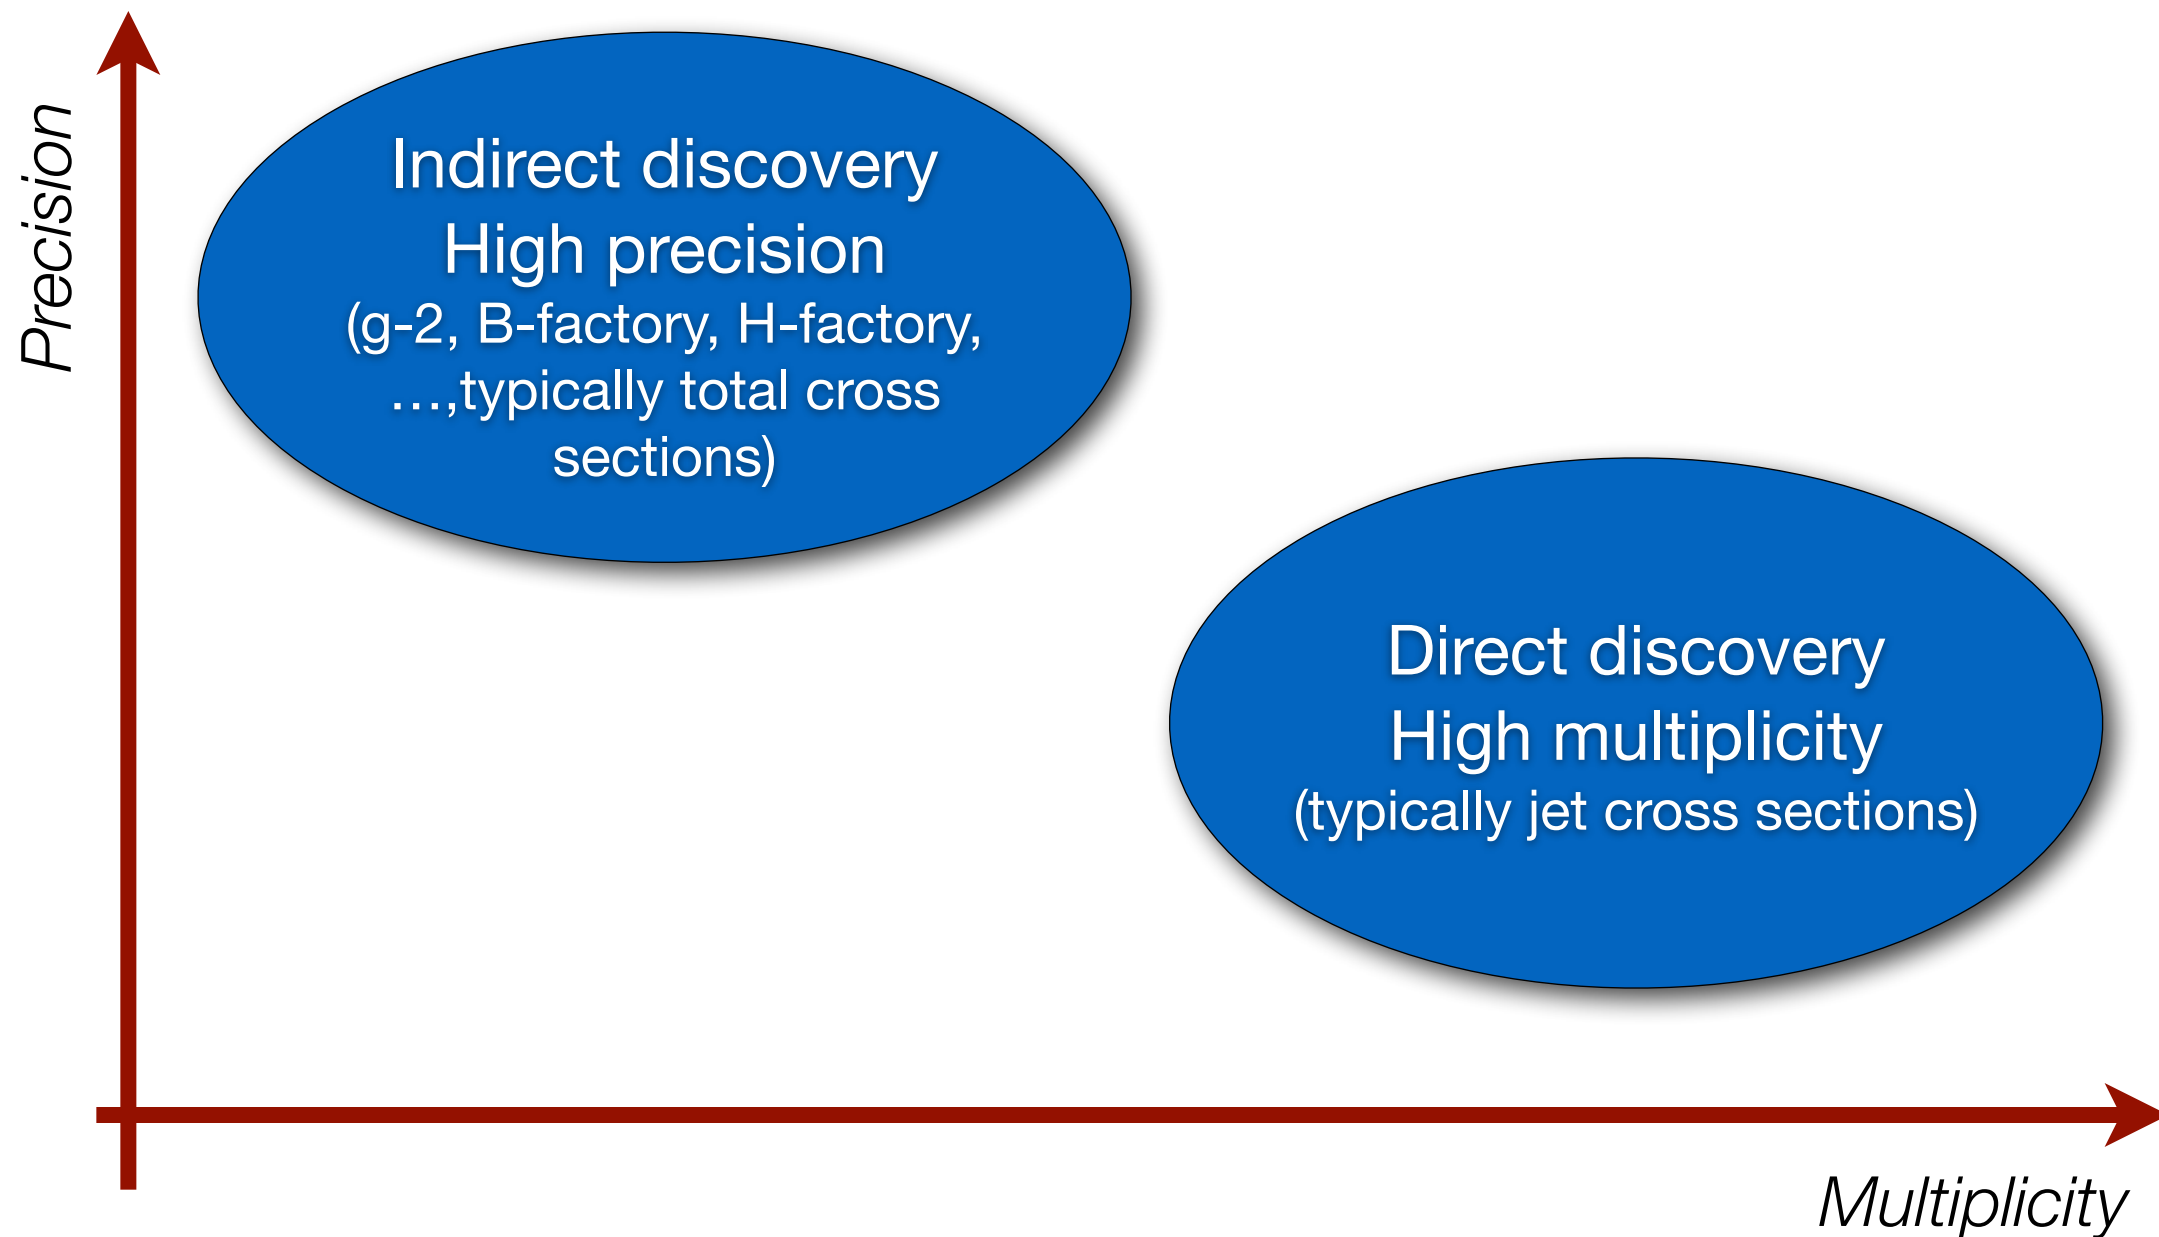 Precision
Indirect discovery
High precision
(g-2, B-factory, H-factory,
…,typically total cross
sections)
Direct discovery
High multiplicity
(typically jet cross sections)
Multiplicity